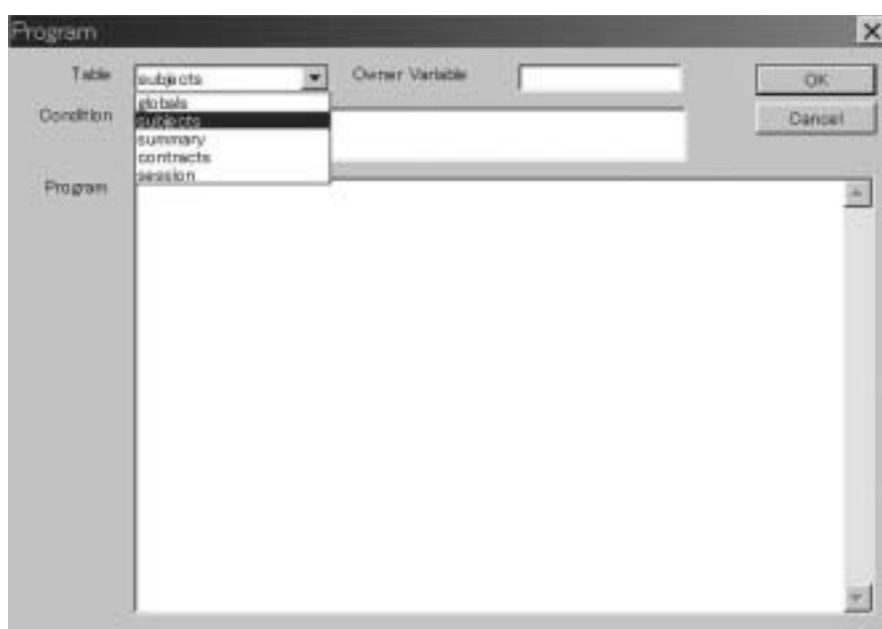 Program
Table subjects Owner Variable OK
globals
Condition subjects Cancel
summary
contracts
session
Program